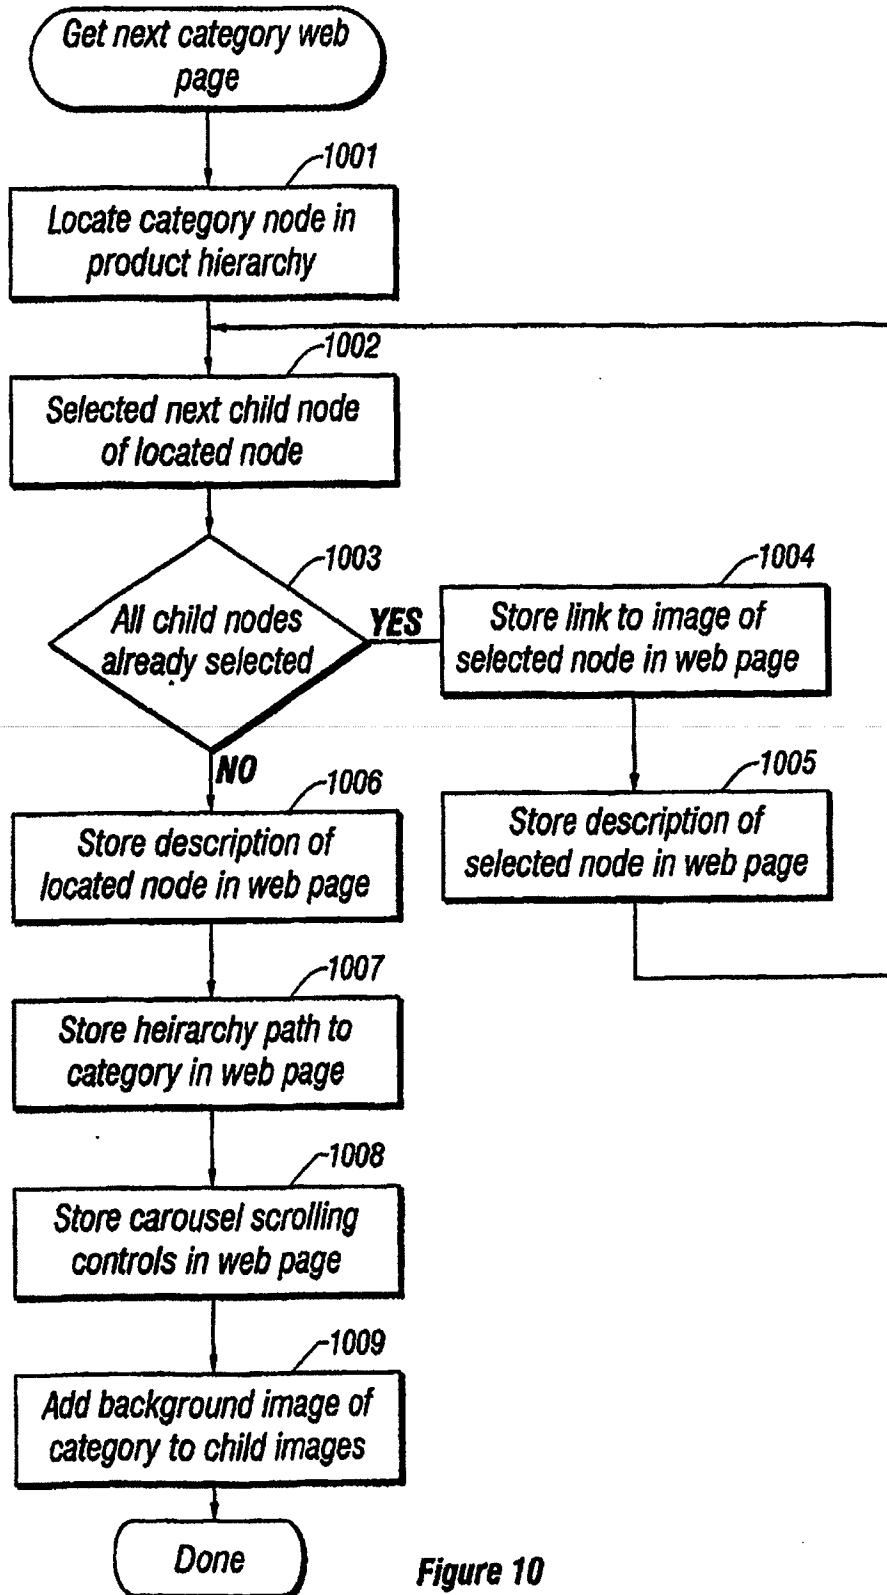 Get next category web
page
1001
Locate category node in
product hierarchy
1002
Selected next child node
of located node
1003
All child nodes
already selected
YES
1004
Store link to image of
selected node in web page
1005
Store description of
selected node in web page
NO
1006
Store description of
located node in web page
1007
Store heirarchy path to
category in web page
1008
Store carousel scrolling
controls in web page
1009
Add background image of
category to child images
Done
Figure 10